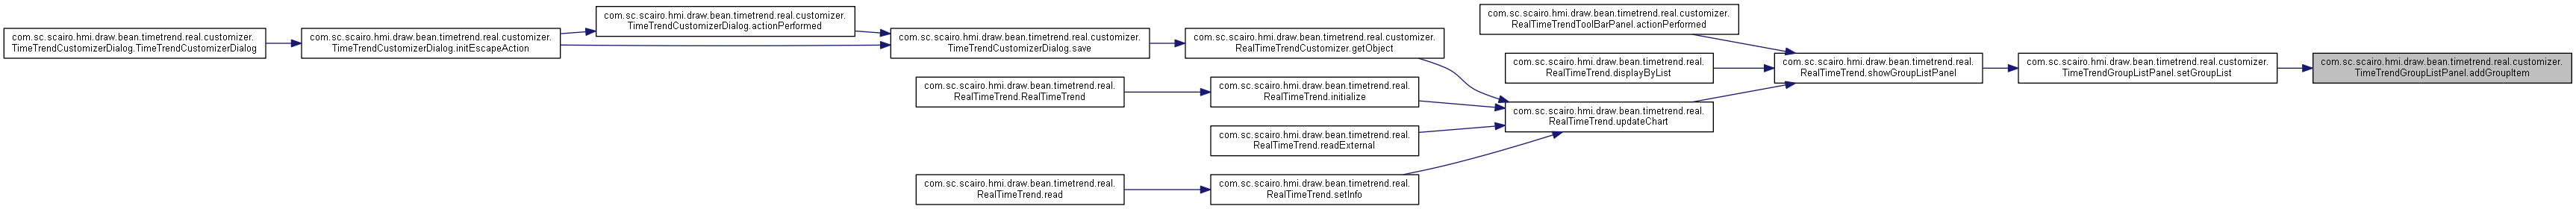 com.sc.scairo.hmi.draw.bean.timetrend.real.customizer.
TimeTrendCustomizerDialog.TimeTrendCustomizerDialog
com.sc.scairo.hmi.draw.bean.timetrend.real.customizer.
TimeTrendCustomizerDialog.initEscapeAction
com.sc.scairo.hmi.draw.bean.timetrend.real.customizer.
TimeTrendCustomizerDialog.actionPerformed
com.sc.scairo.hmi.draw.bean.timetrend.real.customizer.
TimeTrendCustomizerDialog.save
com.sc.scairo.hmi.draw.bean.timetrend.real.
RealTimeTrend.RealTimeTrend
com.sc.scairo.hmi.draw.bean.timetrend.real.
RealTimeTrend.read
com.sc.scairo.hmi.draw.bean.timetrend.real.customizer.
RealTimeTrendCustomizer.getObject
com.sc.scairo.hmi.draw.bean.timetrend.real.
RealTimeTrend.initialize
com.sc.scairo.hmi.draw.bean.timetrend.real.
RealTimeTrend.readExternal
com.sc.scairo.hmi.draw.bean.timetrend.real.
RealTimeTrend.setInfo
com.sc.scairo.hmi.draw.bean.timetrend.real.customizer.
RealTimeTrendToolBarPanel.actionPerformed
com.sc.scairo.hmi.draw.bean.timetrend.real.
RealTimeTrend.displayByList
com.sc.scairo.hmi.draw.bean.timetrend.real.
RealTimeTrend.updateChart
com.sc.scairo.hmi.draw.bean.timetrend.real.
RealTimeTrend.showGroupListPanel
com.sc.scairo.hmi.draw.bean.timetrend.real.customizer.
TimeTrendGroupListPanel.setGroupList
com.sc.scairo.hmi.draw.bean.timetrend.real.customizer.
TimeTrendGroupListPanel.addGroupItem